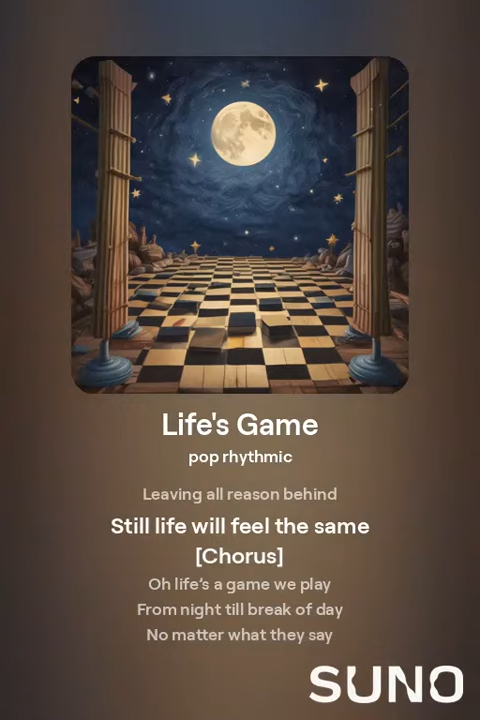 Life's Game
pop rhythmic
Leaving all reason behind
Still life will feel the same
[Chorus]
Oh life’s a game we play
From night till break of day
No matter what they say
SUNO